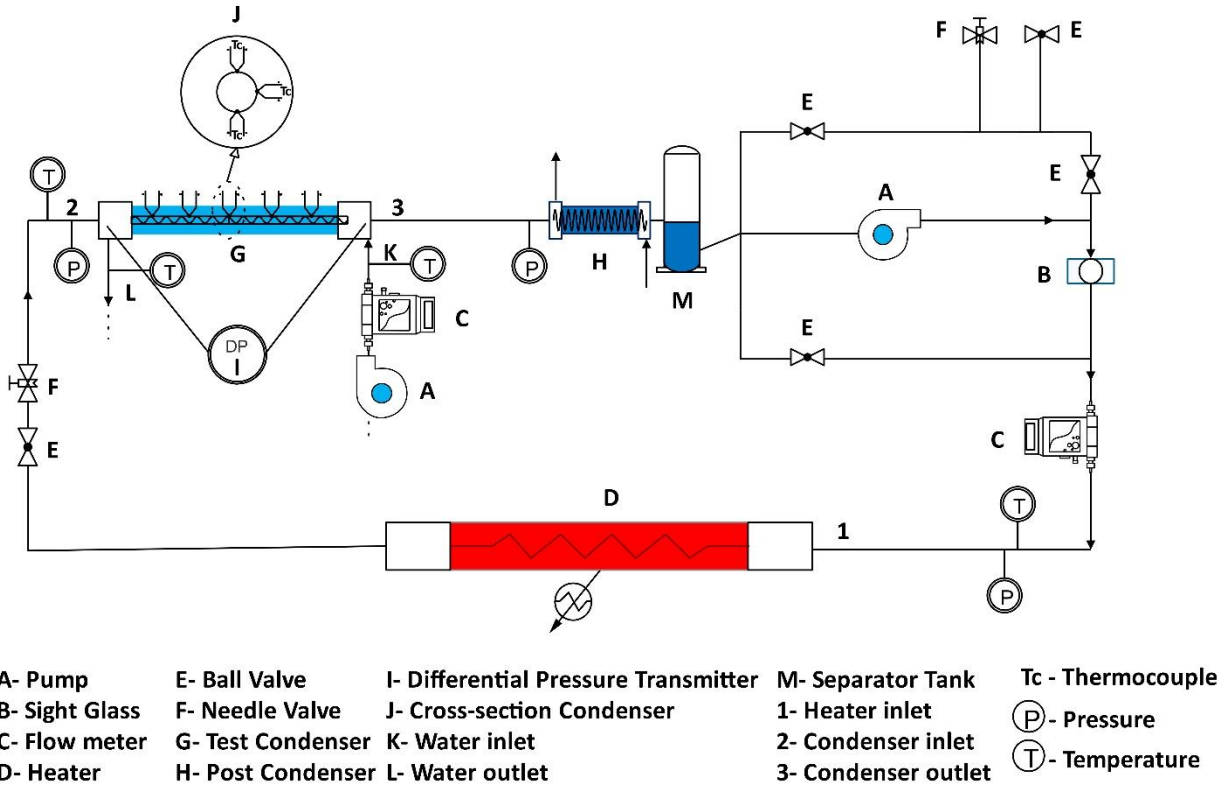 J
Tc
Tc
Tc
F
E
E
T
2
3
E
A
K
P
T
G
P
H
T
B
L
M
C
DP
I
E
F
A
E
C
D
1
T
P
A- Pump
B- Sight Glass
C- Flow meter
D- Heater
E- Ball Valve
F- Needle Valve
G- Test Condenser
H- Post Condenser
I- Differential Pressure Transmitter
J- Cross-section Condenser
K- Water inlet
L- Water outlet
M- Separator Tank
1- Heater inlet
2- Condenser inlet
3- Condenser outlet
Tc - Thermocouple
P - Pressure
T - Temperature